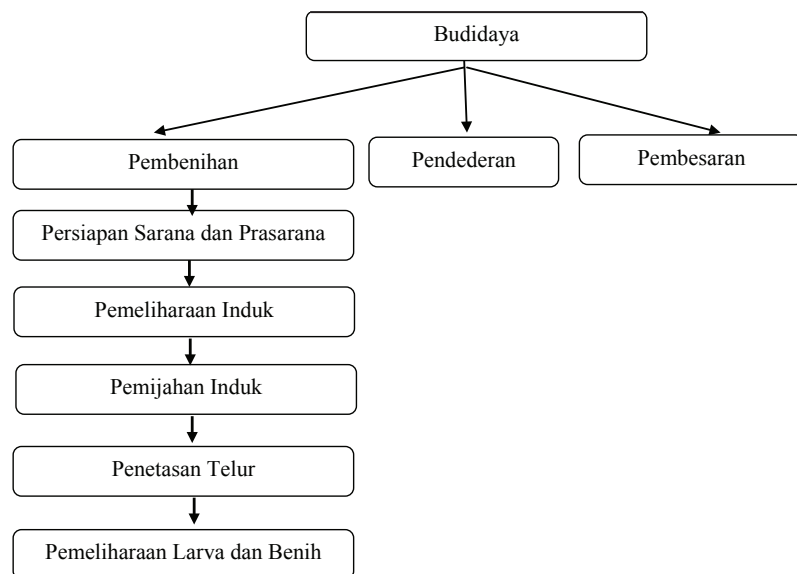 Budidaya
Pembenihan
Pendederan
Pembesaran
Persiapan Sarana dan Prasarana
Pemeliharaan Induk
Pemijahan Induk
Penetasan Telur
Pemeliharaan Larva dan Benih